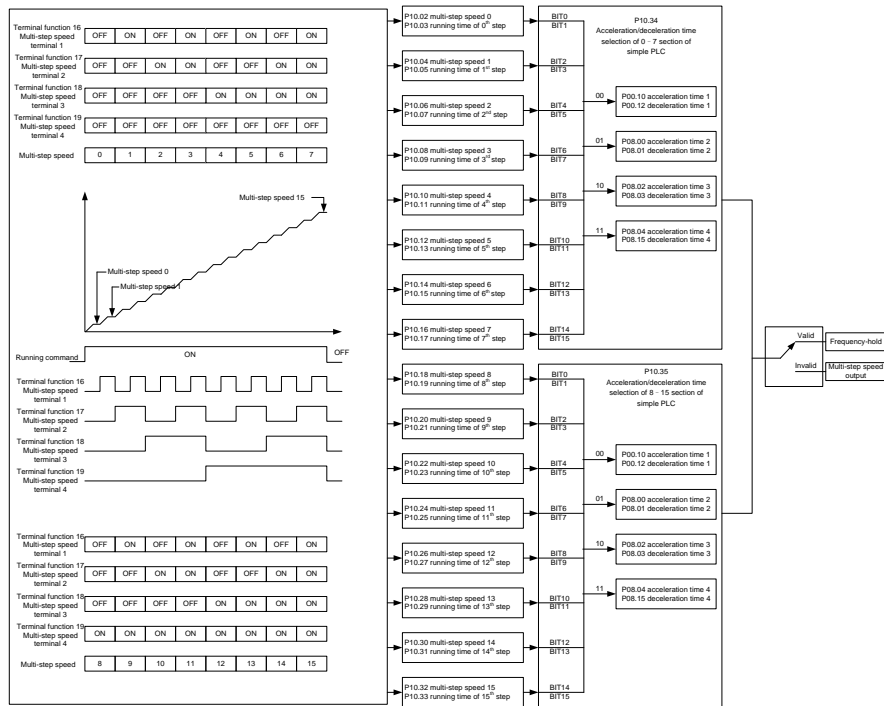 Terminal function 16
Multi-step speed
terminal 1
OFF ON OFF ON OFF ON OFF ON
Terminal function 17
Multi-step speed
terminal 2
OFF OFF ON ON OFF OFF ON ON
Terminal function 18
Multi-step speed
terminal 3
OFF OFF OFF OFF ON ON ON ON
Terminal function 19
Multi-step speed
terminal 4
OFF OFF OFF OFF OFF OFF OFF OFF
Multi-step speed 0 1 2 3 4 5 6 7
Multi-step speed 15
Multi-step speed 0
Multi-step speed 1
Running command
ON
OFF
Terminal function 16
Multi-step speed
terminal 1
Terminal function 17
Multi-step speed
terminal 2
Terminal function 18
Multi-step speed
terminal 3
Terminal function 19
Multi-step speed
terminal 4
Terminal function 16
Multi-step speed
terminal 1
OFF ON OFF ON OFF ON OFF ON
Terminal function 17
Multi-step speed
terminal 2
OFF OFF ON ON OFF OFF ON ON
Terminal function 18
Multi-step speed
terminal 3
OFF OFF OFF OFF ON ON ON ON
Terminal function 19
Multi-step speed
terminal 4
ON ON ON ON ON ON ON ON
Multi-step speed 8 9 10 11 12 13 14 15
P10.02 multi-step speed 0
P10.03 running time of 0th step
P10.04 multi-step speed 1
P10.05 running time of 1st step
P10.06 multi-step speed 2
P10.07 running time of 2nd step
P10.08 multi-step speed 3
P10.09 running time of 3rd step
P10.10 multi-step speed 4
P10.11 running time of 4th step
P10.12 multi-step speed 5
P10.13 running time of 5th step
P10.14 multi-step speed 6
P10.15 running time of 6th step
P10.16 multi-step speed 7
P10.17 running time of 7th step
P10.18 multi-step speed 8
P10.19 running time of 8th step
P10.20 multi-step speed 9
P10.21 running time of 9th step
P10.22 multi-step speed 10
P10.23 running time of 10th step
P10.24 multi-step speed 11
P10.25 running time of 11th step
P10.26 multi-step speed 12
P10.27 running time of 12th step
P10.28 multi-step speed 13
P10.29 running time of 13th step
P10.30 multi-step speed 14
P10.31 running time of 14th step
P10.32 multi-step speed 15
P10.33 running time of 15th step
BIT0
BIT1
BIT2
BIT3
BIT4
BIT5
BIT6
BIT7
BIT8
BIT9
BIT10
BIT11
BIT12
BIT13
BIT14
BIT15
P10.34
Acceleration/deceleration time
selection of 0 - 7 section of
simple PLC
00
P00.10 acceleration time 1
P00.12 deceleration time 1
01
P08.00 acceleration time 2
P08.01 deceleration time 2
10
P08.02 acceleration time 3
P08.03 deceleration time 3
11
P08.04 acceleration time 4
P08.15 deceleration time 4
BIT0
BIT1
BIT2
BIT3
BIT4
BIT5
BIT6
BIT7
BIT8
BIT9
BIT10
BIT11
BIT12
BIT13
BIT14
BIT15
P10.35
Acceleration/deceleration time
selection of 8 - 15 section of
simple PLC
00
P00.10 acceleration time 1
P00.12 deceleration time 1
01
P08.00 acceleration time 2
P08.01 deceleration time 2
10
P08.02 acceleration time 3
P08.03 deceleration time 3
11
P08.04 acceleration time 4
P08.15 deceleration time 4
Valid
Frequency-hold
Invalid
Multi-step speed
output